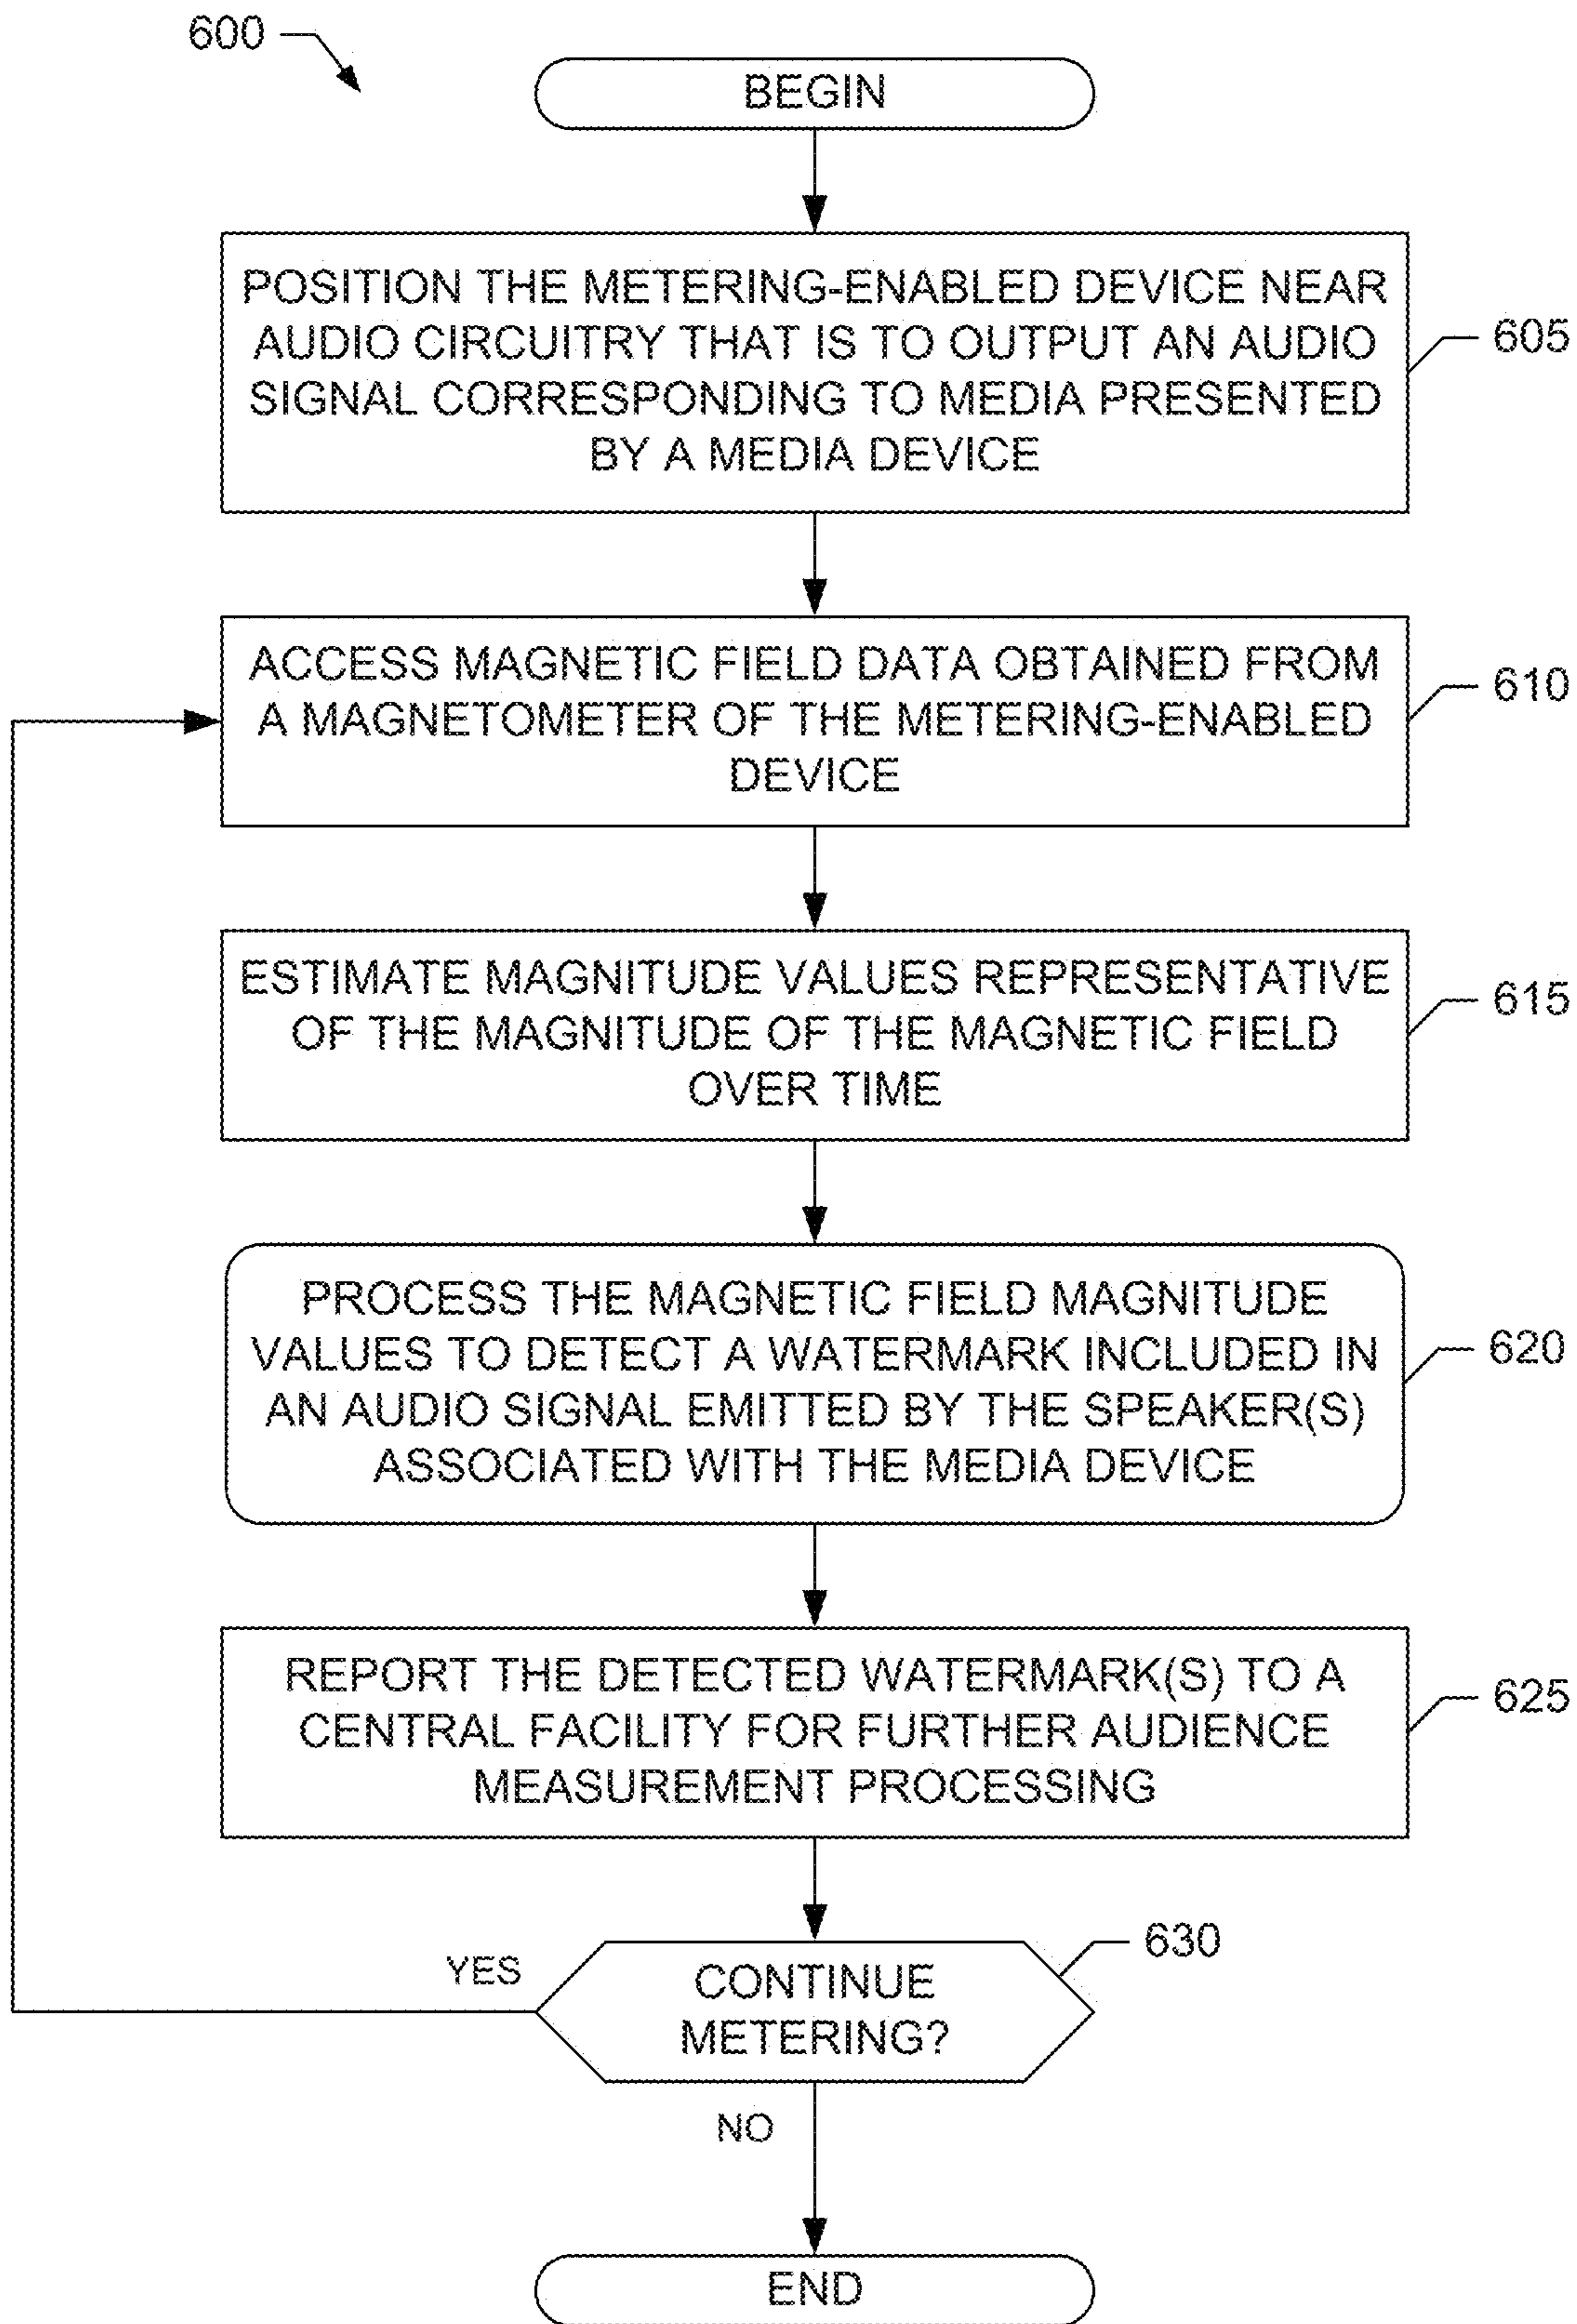 600
BEGIN
POSITION THE METERING-ENABLED DEVICE NEAR
AUDIO CIRCUITRY THAT IS TO OUTPUT AN AUDIO
SIGNAL CORRESPONDING TO MEDIA PRESENTED
BY A MEDIA DEVICE
605
ACCESS MAGNETIC FIELD DATA OBTAINED FROM
A MAGNETOMETER OF THE METERING-ENABLED
DEVICE
610
ESTIMATE MAGNITUDE VALUES REPRESENTATIVE
OF THE MAGNITUDE OF THE MAGNETIC FIELD
OVER TIME
615
PROCESS THE MAGNETIC FIELD MAGNITUDE
VALUES TO DETECT A WATERMARK INCLUDED IN
AN AUDIO SIGNAL EMITTED BY THE SPEAKER(S)
ASSOCIATED WITH THE MEDIA DEVICE
620
REPORT THE DETECTED WATERMARK(S) TO A
CENTRAL FACILITY FOR FURTHER AUDIENCE
MEASUREMENT PROCESSING
625
CONTINUE
METERING?
630
YES
NO
END